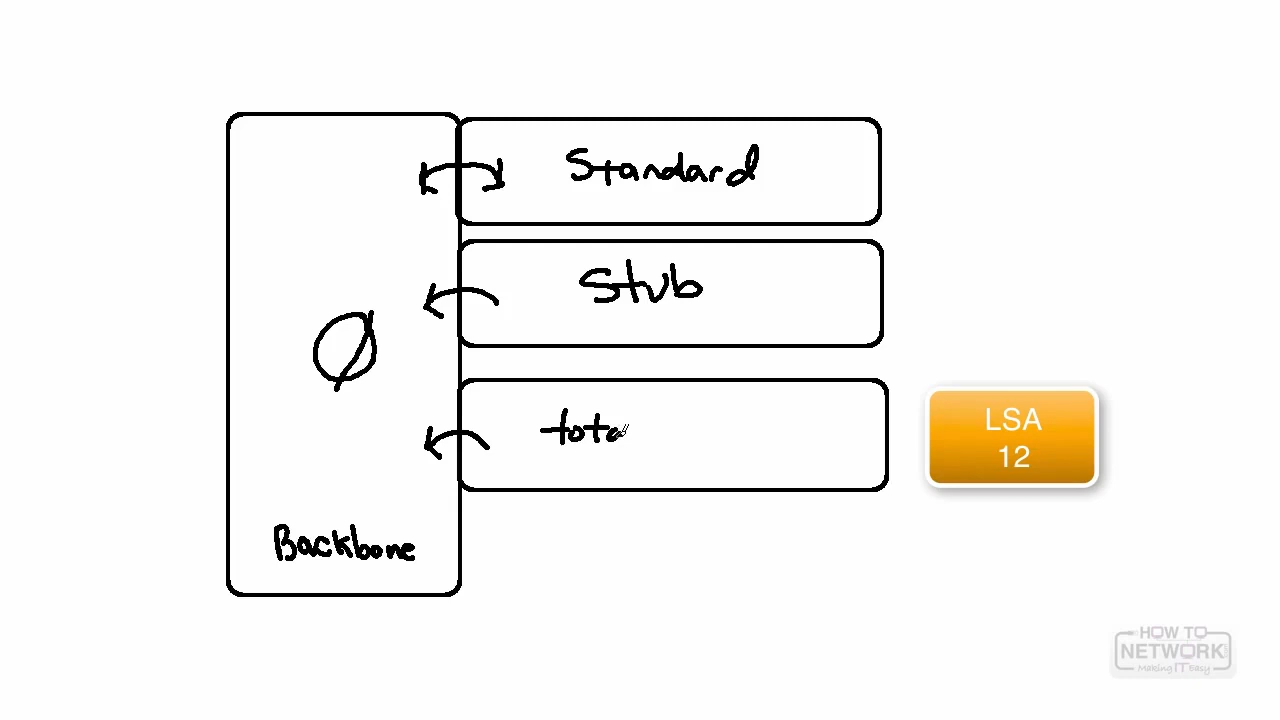 Standard
Stub
Ø
tota
LSA
12
Backbone
HOW TO
NETWORK
Making IT Easy